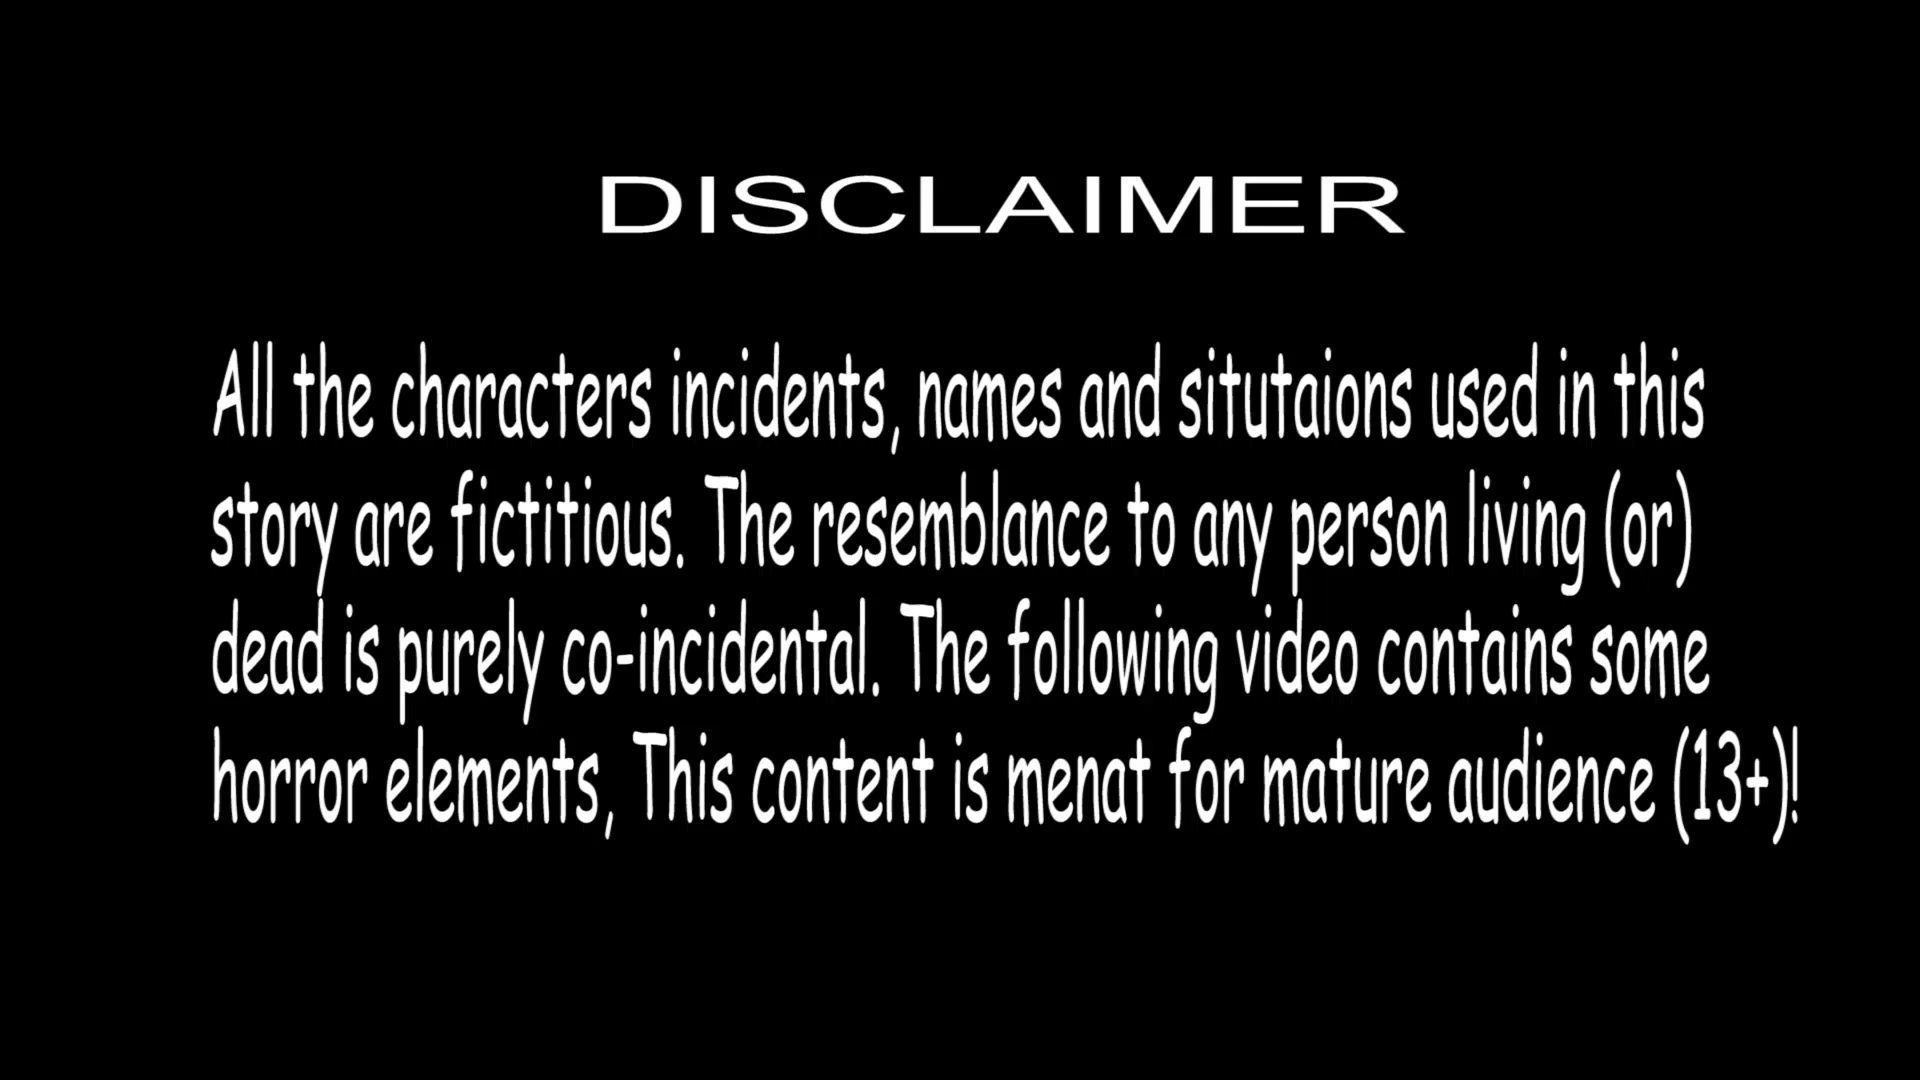 DISCLAIMER
All the characters incidents, names and situtaions used in this
story are fictitious. The resemblance to any person living (or)
dead is purely co-incidental. The following video contains some
horror elements, This content is menat for mature audience (13+)!